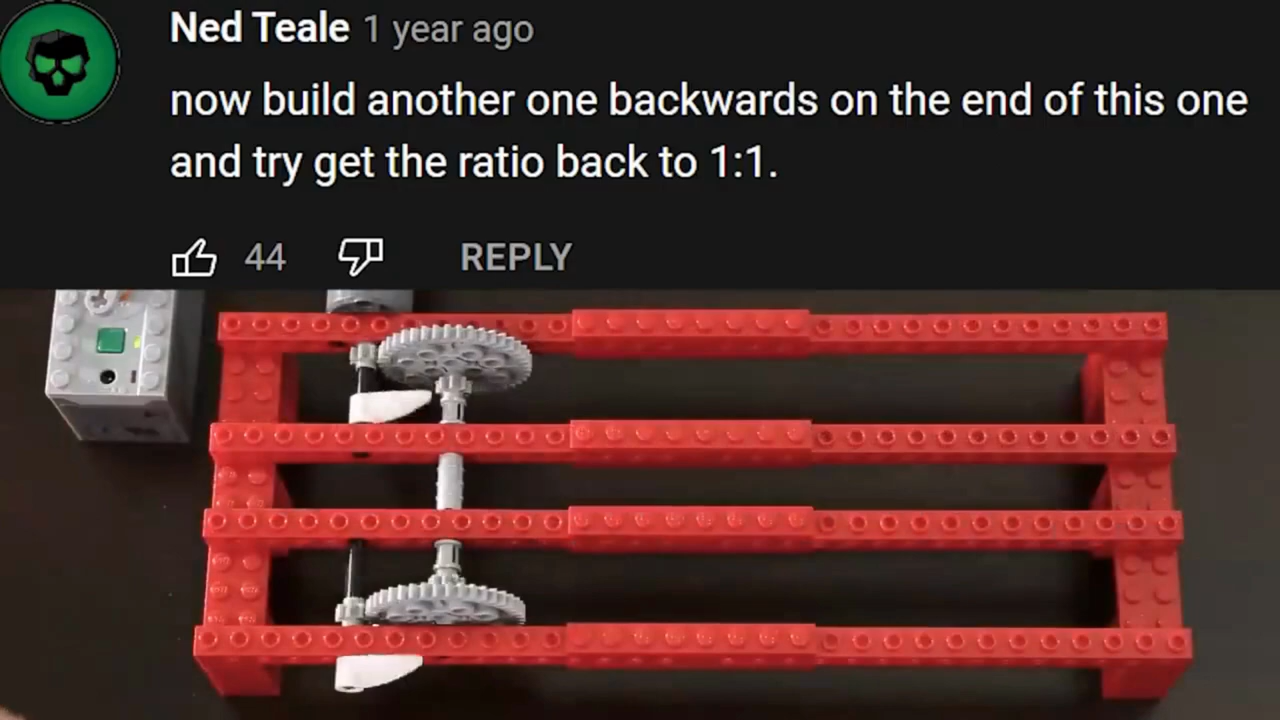 Ned Teale 1 year ago
now build another one backwards on the end of this one
and try get the ratio back to 1:1.
44 REPLY